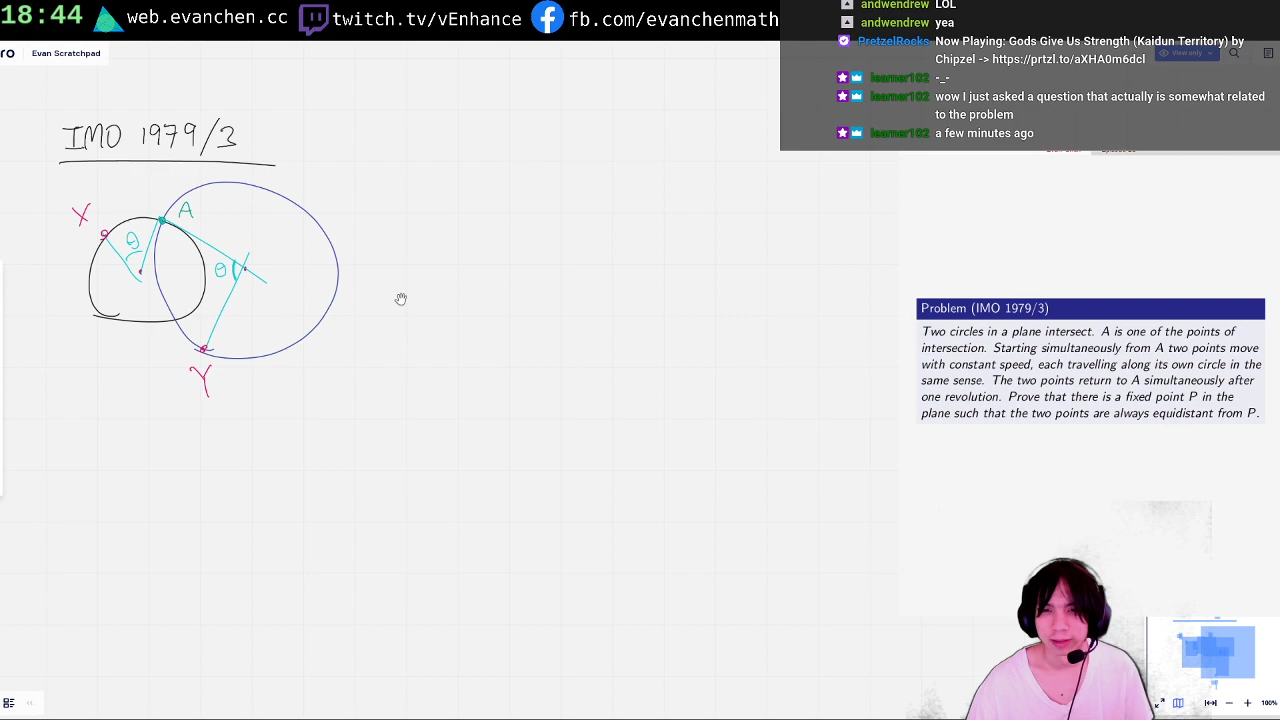 18:44
web.evanchen.cc
twitch.tv/vEnhance
fb.com/evanchenmath
andwendrew LOL
andwendrew yea
PretzelRocks Now Playing: Gods Give Us Strength (Kaidun Territory) by
Chipzel -> https://prtzl.to/aXHA0m6dcl
learner102 -_-
learner102 wow I just asked a question that actually is somewhat related
to the problem
learner102 a few minutes ago
ro
Evan Scratchpad
View only
IMO 1979/3
X
A
θ
θ
Y
Problem (IMO 1979/3)
Two circles in a plane intersect. A is one of the points of
intersection. Starting simultaneously from A two points move
with constant speed, each travelling along its own circle in the
same sense. The two points return to A simultaneously after
one revolution. Prove that there is a fixed point P in the
plane such that the two points are always equidistant from P.
100%